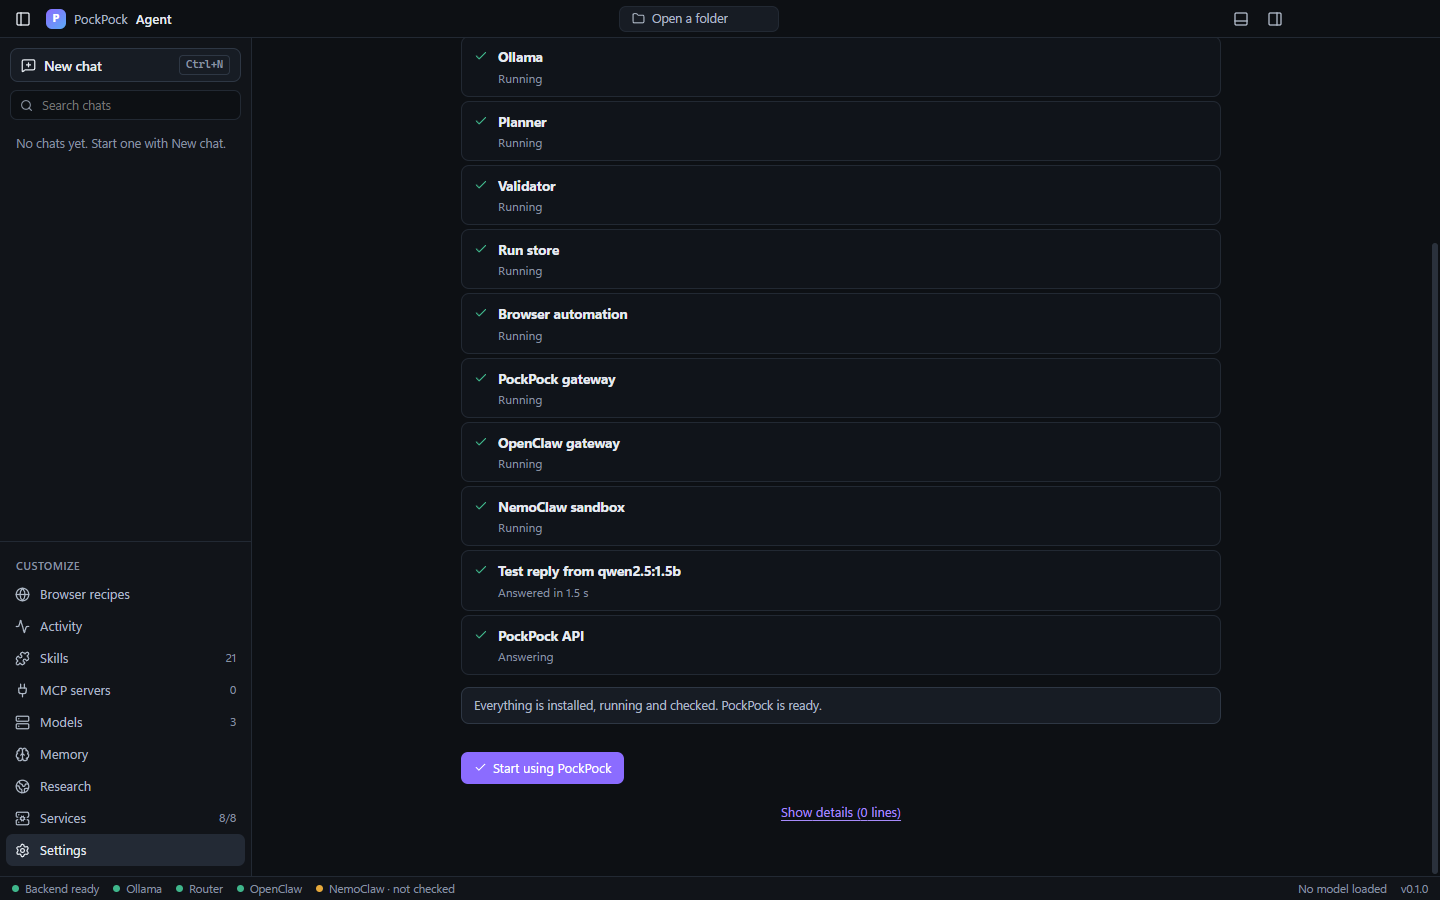 P PockPock Agent
Open a folder
New chat Ctrl+N
Search chats
No chats yet. Start one with New chat.
CUSTOMIZE
Browser recipes
Activity
Skills 21
MCP servers 0
Models 3
Memory
Research
Services 8/8
Settings
Ollama
Running
Planner
Running
Validator
Running
Run store
Running
Browser automation
Running
PockPock gateway
Running
OpenClaw gateway
Running
NemoClaw sandbox
Running
Test reply from qwen2.5:1.5b
Answered in 1.5 s
PockPock API
Answering
Everything is installed, running and checked. PockPock is ready.
Start using PockPock
Show details (0 lines)
Backend ready Ollama Router OpenClaw NemoClaw · not checked No model loaded v0.1.0